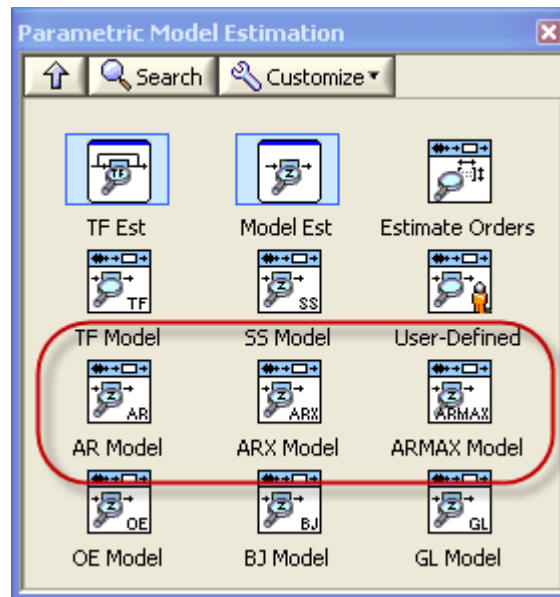 Parametric Model Estimation
Search Customize
TF
Z
TF Est Model Est Estimate Orders
TF Z SS
TF Model SS Model User-Defined
Z AR Z ARX Z ARMAX
AR Model ARX Model ARMAX Model
Z OE Z BJ Z GL
OE Model BJ Model GL Model